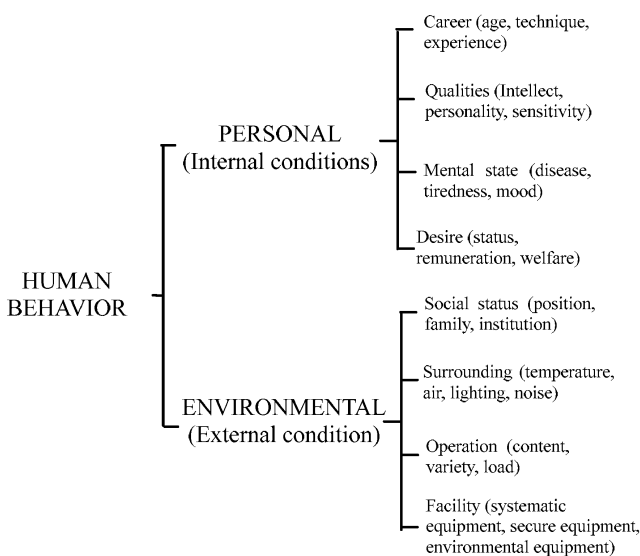 Career (age, technique,
experience)
Qualities (Intellect,
personality, sensitivity)
PERSONAL
(Internal conditions)
Mental state (disease,
tiredness, mood)
Desire (status,
remuneration, welfare)
HUMAN
BEHAVIOR
Social status (position,
family, institution)
Surrounding (temperature,
air, lighting, noise)
ENVIRONMENTAL
(External condition)
Operation (content,
variety, load)
Facility (systematic
equipment, secure equipment,
environmental equipment)